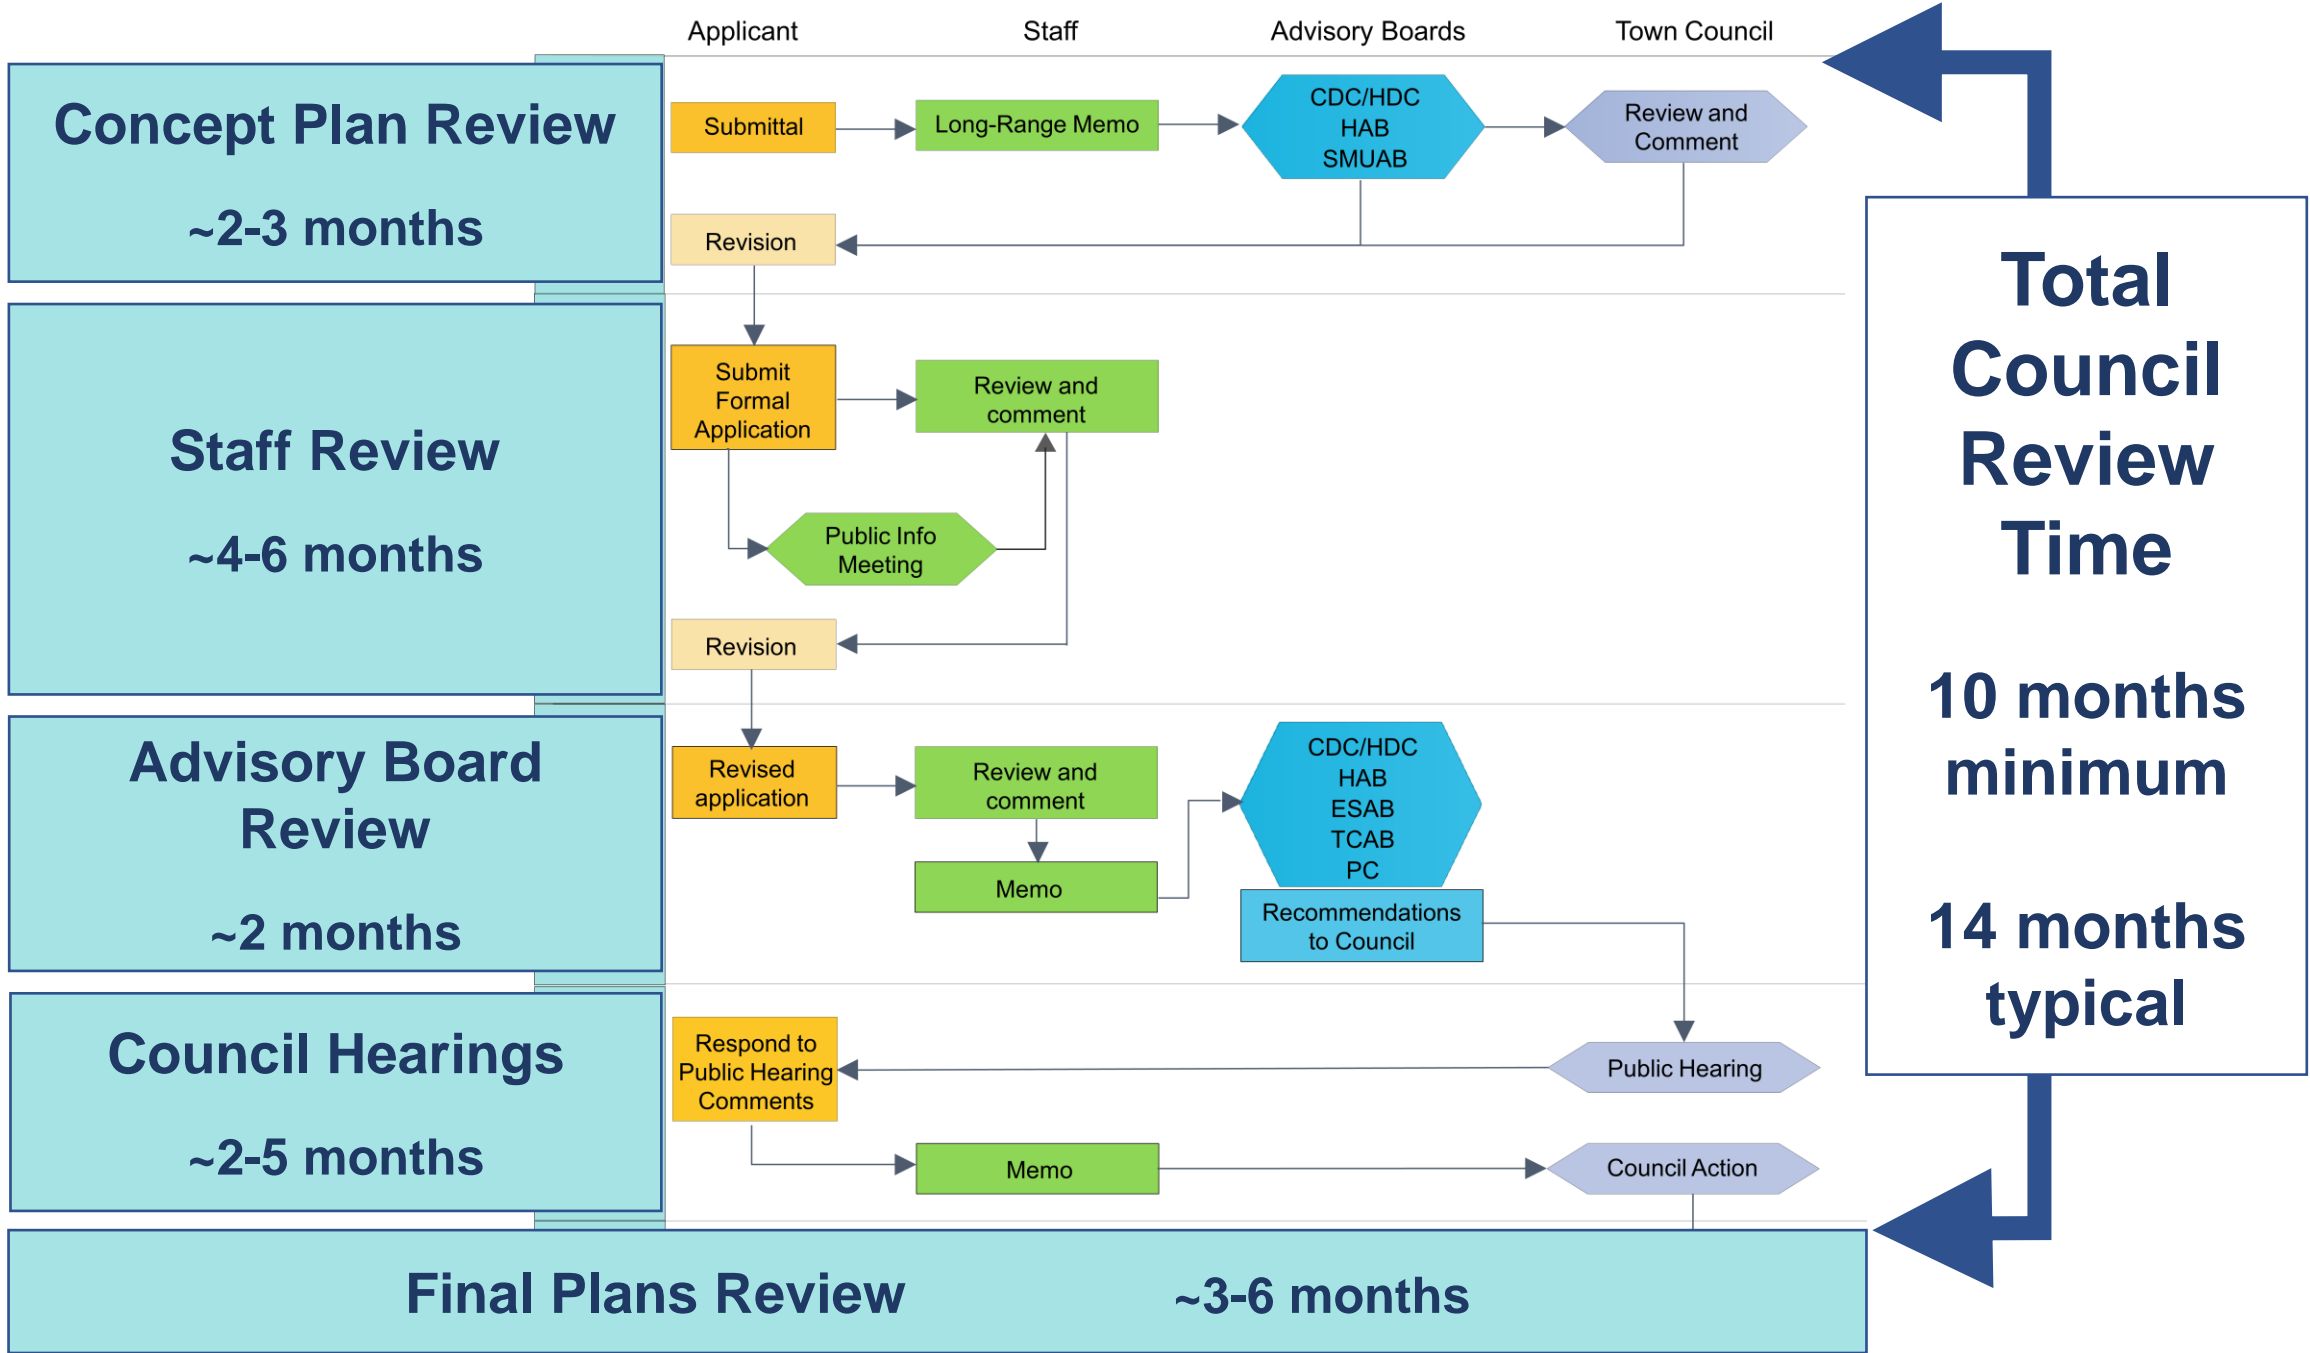 Applicant
Staff
Advisory Boards
Town Council
Concept Plan Review
~2-3 months
Submittal
Long-Range Memo
CDC/HDC
HAB
SMUAB
Review and
Comment
Revision
Staff Review
~4-6 months
Submit
Formal
Application
Review and
comment
Public Info
Meeting
Revision
Advisory Board
Review
~2 months
Revised
application
Review and
comment
Memo
CDC/HDC
HAB
ESAB
TCAB
PC
Recommendations
to Council
Council Hearings
~2-5 months
Respond to
Public Hearing
Comments
Public Hearing
Memo
Council Action
Final Plans Review
~3-6 months
Total
Council
Review
Time
10 months
minimum
14 months
typical